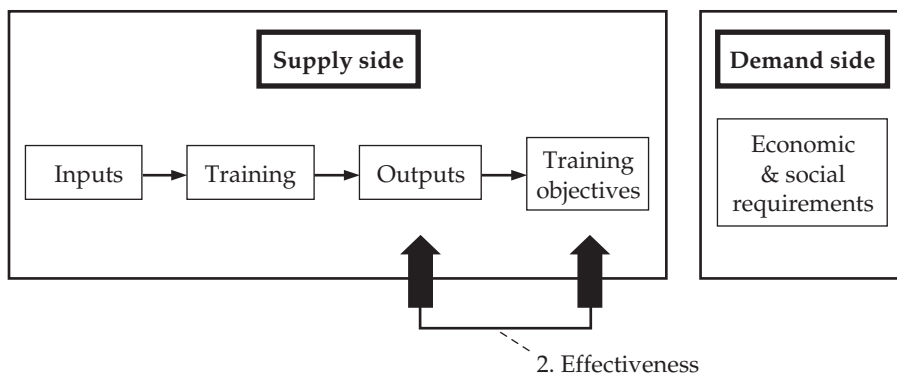 Supply side
Demand side
Inputs
Training
Outputs
Training
objectives
Economic
& social
requirements
2. Effectiveness